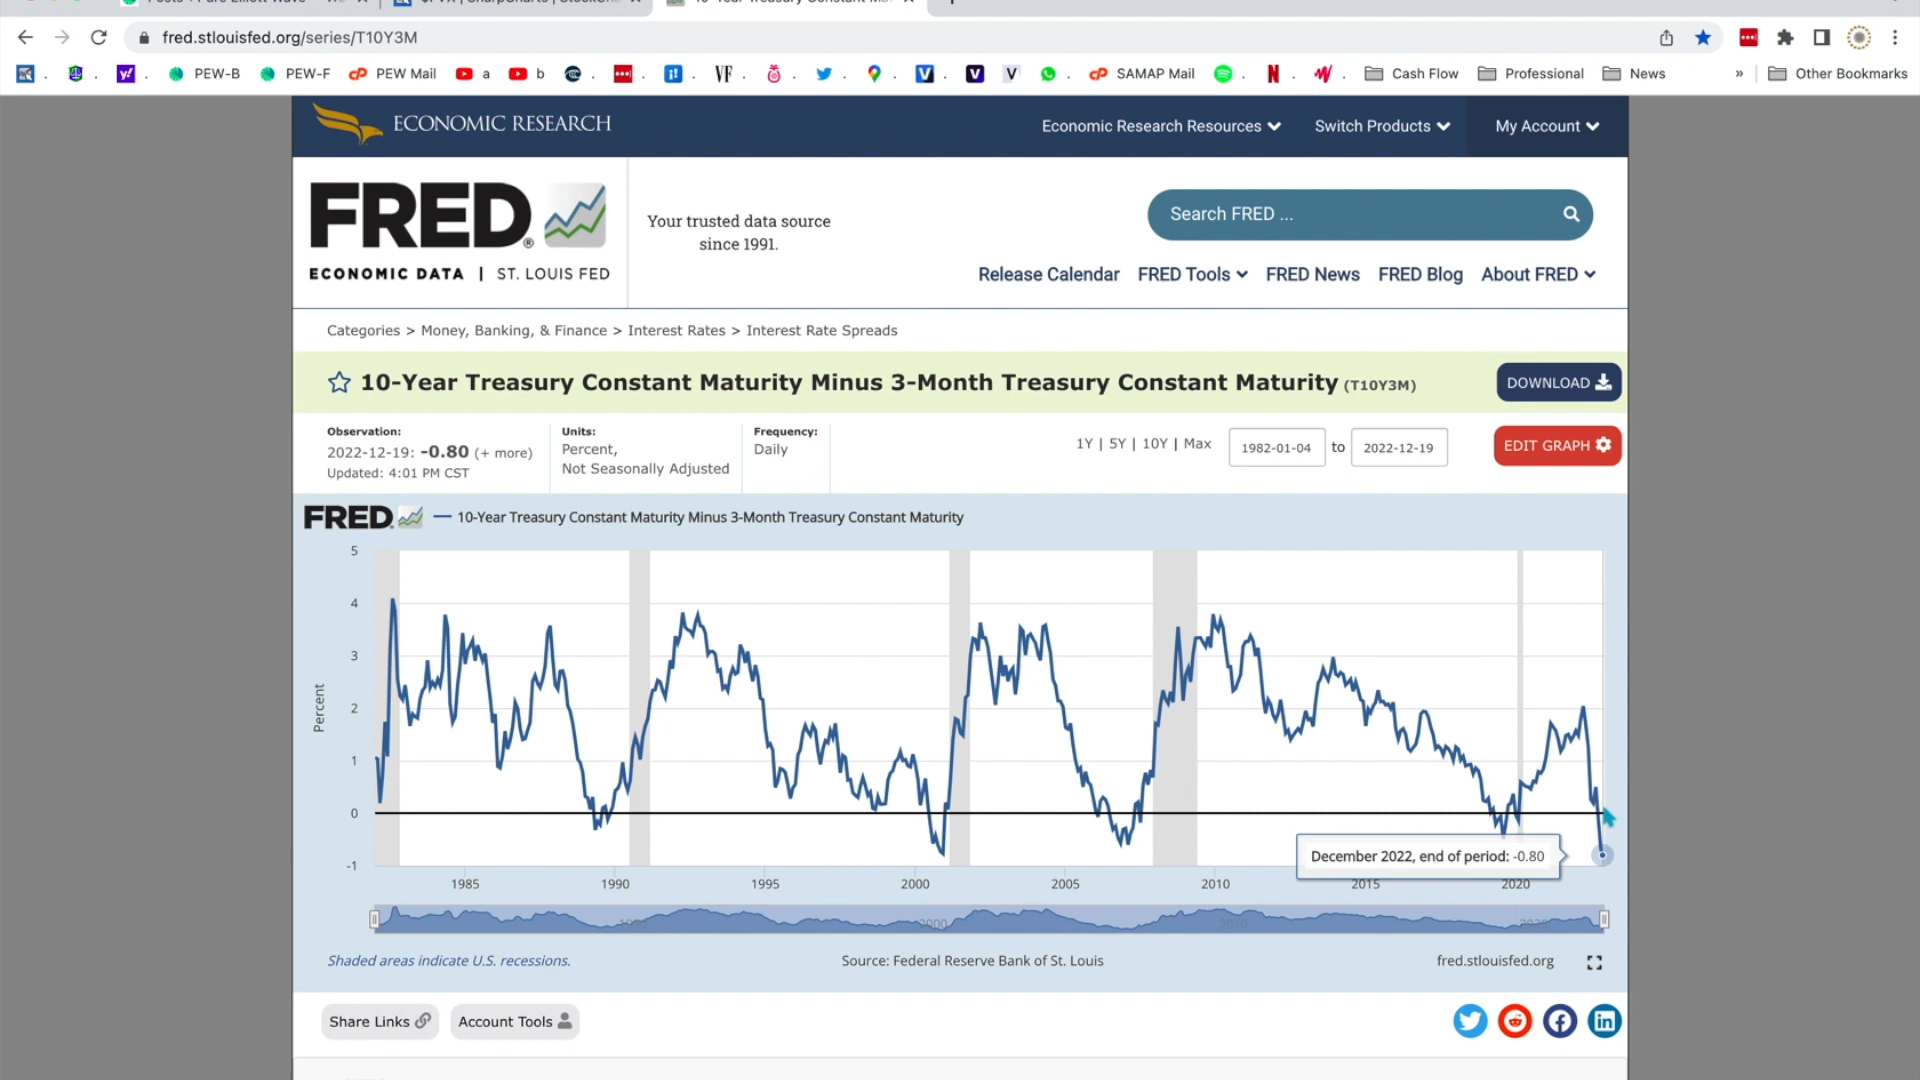 fred.stlouisfed.org/series/T10Y3M
PEW-B
PEW-F
PEW Mail
a
b
VF
SAMAP Mail
Cash Flow
Professional
News
»
Other Bookmarks
ECONOMIC RESEARCH
Economic Research Resources
Switch Products
My Account
FRED®
ECONOMIC DATA | ST. LOUIS FED
Your trusted data source
since 1991.
Search FRED ...
Release Calendar
FRED Tools
FRED News
FRED Blog
About FRED
Categories > Money, Banking, & Finance > Interest Rates > Interest Rate Spreads
10-Year Treasury Constant Maturity Minus 3-Month Treasury Constant Maturity (T10Y3M)
DOWNLOAD
Observation:
2022-12-19: -0.80 (+ more)
Updated: 4:01 PM CST
Units:
Percent,
Not Seasonally Adjusted
Frequency:
Daily
1Y | 5Y | 10Y | Max
1982-01-04 to 2022-12-19
EDIT GRAPH
FRED
10-Year Treasury Constant Maturity Minus 3-Month Treasury Constant Maturity
5
4
3
2
1
0
-1
Percent
December 2022, end of period: -0.80
1985
1990
1995
2000
2005
2010
2015
2020
Shaded areas indicate U.S. recessions.
Source: Federal Reserve Bank of St. Louis
fred.stlouisfed.org
Share Links
Account Tools